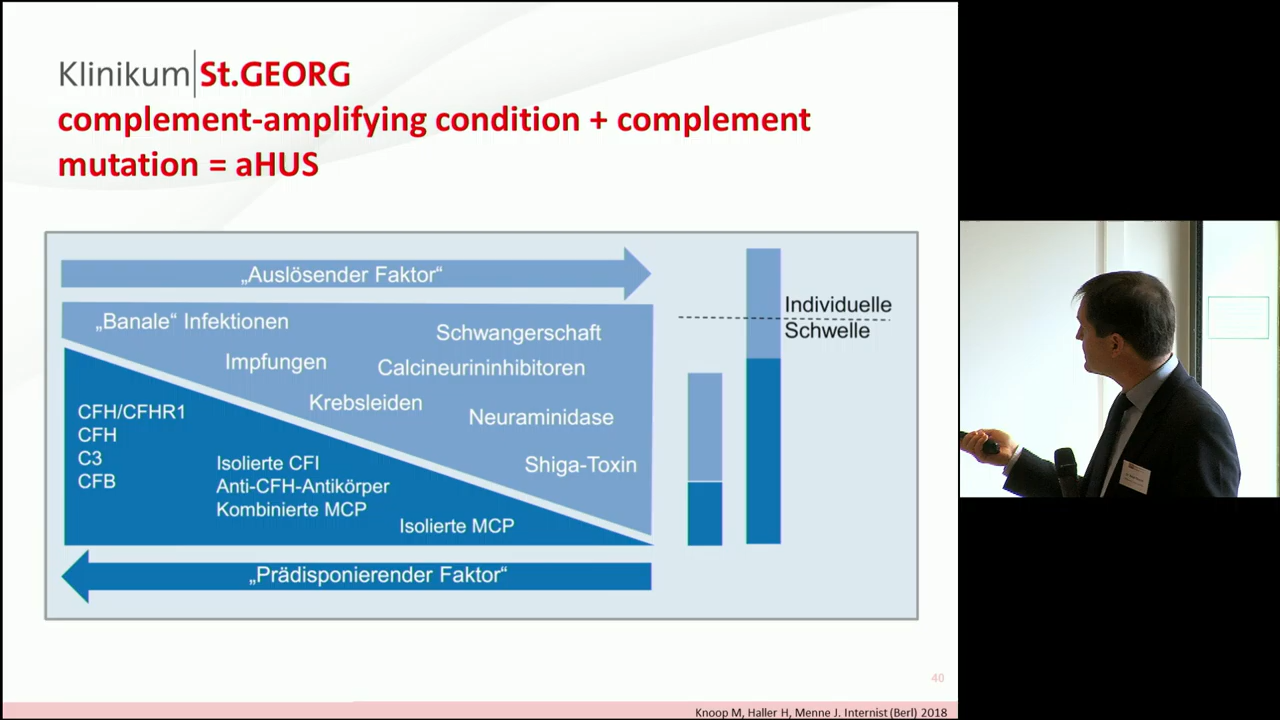 Klinikum St.GEORG
complement-amplifying condition + complement
mutation = aHUS
„Auslösender Faktor“
„Banale“ Infektionen
Schwangerschaft
Impfungen
Calcineurininhibitoren
Krebsleiden
Neuraminidase
Shiga-Toxin
CFH/CFHR1
CFH
C3
CFB
Isolierte CFI
Anti-CFH-Antikörper
Kombinierte MCP
Isolierte MCP
„Prädisponierender Faktor“
Individuelle
Schwelle
40
Knoop M, Haller H, Menne J. Internist (Berl) 2018